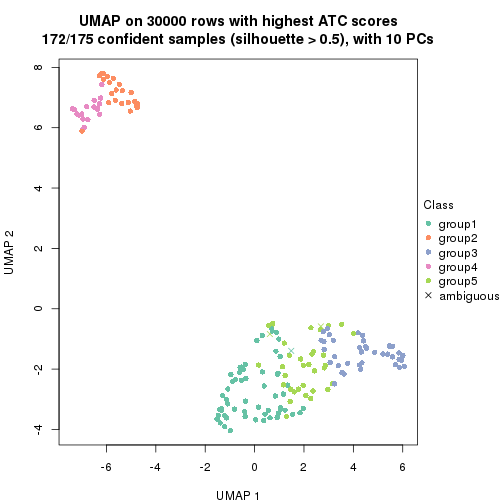 UMAP on 30000 rows with highest ATC scores
172/175 confident samples (silhouette > 0.5), with 10 PCs
8
6
4
2
0
-2
-4
UMAP 2
-6
-4
-2
0
2
4
6
UMAP 1
Class
group1
group2
group3
group4
group5
ambiguous